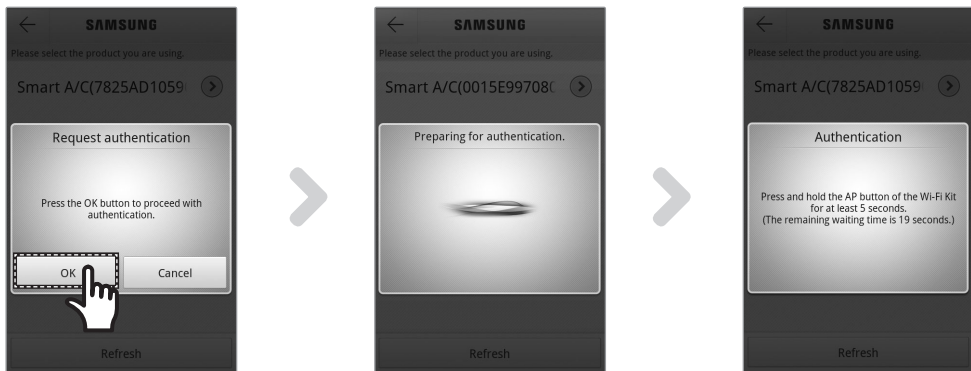 SAMSUNG
Please select the product you are using.
Smart A/C(7825AD1059
Request authentication
Press the OK button to proceed with
authentication.
OK
Cancel
Refresh
SAMSUNG
Please select the product you are using.
Smart A/C(0015E997080
Preparing for authentication.
Refresh
SAMSUNG
Please select the product you are using.
Smart A/C(7825AD1059
Authentication
Press and hold the AP button of the Wi-Fi Kit
for at least 5 seconds.
(The remaining waiting time is 19 seconds.)
Refresh